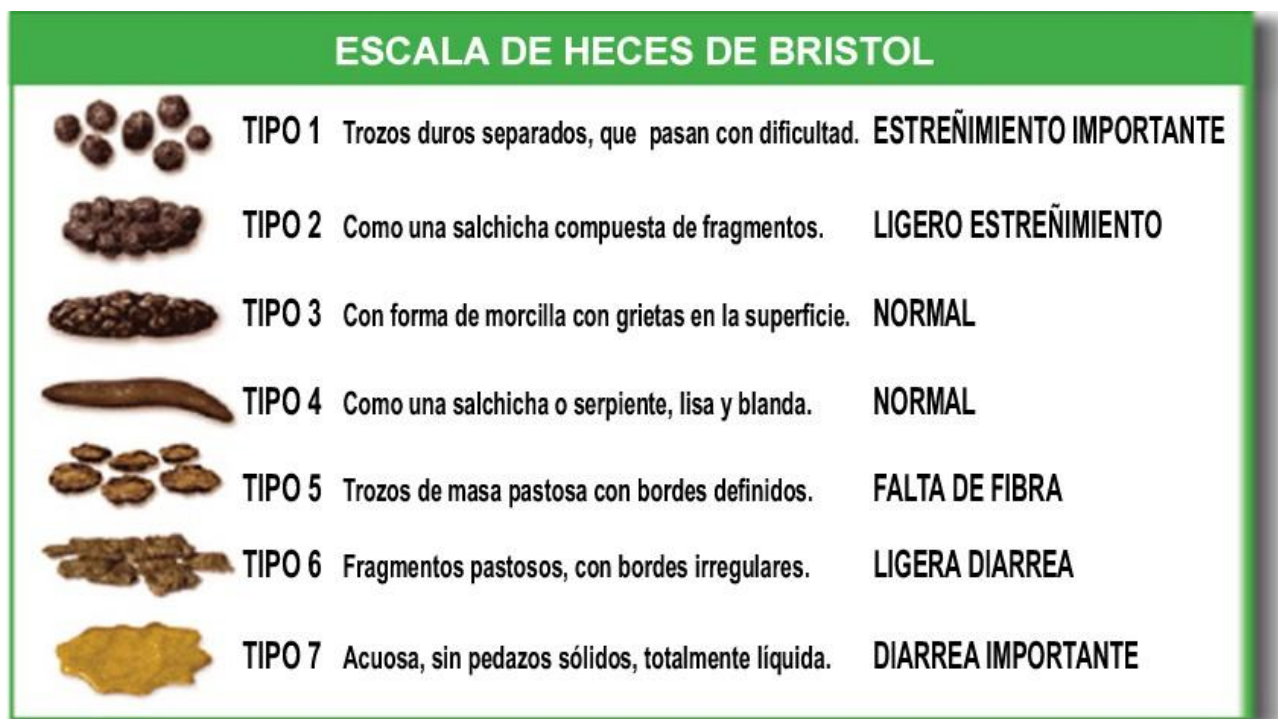 ESCALA DE HECES DE BRISTOL
TIPO 1 Trozos duros separados, que pasan con dificultad. ESTREÑIMIENTO IMPORTANTE
TIPO 2 Como una salchicha compuesta de fragmentos. LIGERO ESTREÑIMIENTO
TIPO 3 Con forma de morcilla con grietas en la superficie. NORMAL
TIPO 4 Como una salchicha o serpiente, lisa y blanda. NORMAL
TIPO 5 Trozos de masa pastosa con bordes definidos. FALTA DE FIBRA
TIPO 6 Fragmentos pastosos, con bordes irregulares. LIGERA DIARREA
TIPO 7 Acuosa, sin pedazos sólidos, totalmente líquida. DIARREA IMPORTANTE